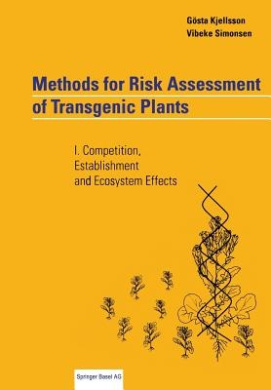 Gösta Kjellsson
Vibeke Simonsen
Methods for Risk Assessment
of Transgenic Plants
I. Competition,
Establishment
and Ecosystem Effects
Springer Basel AG